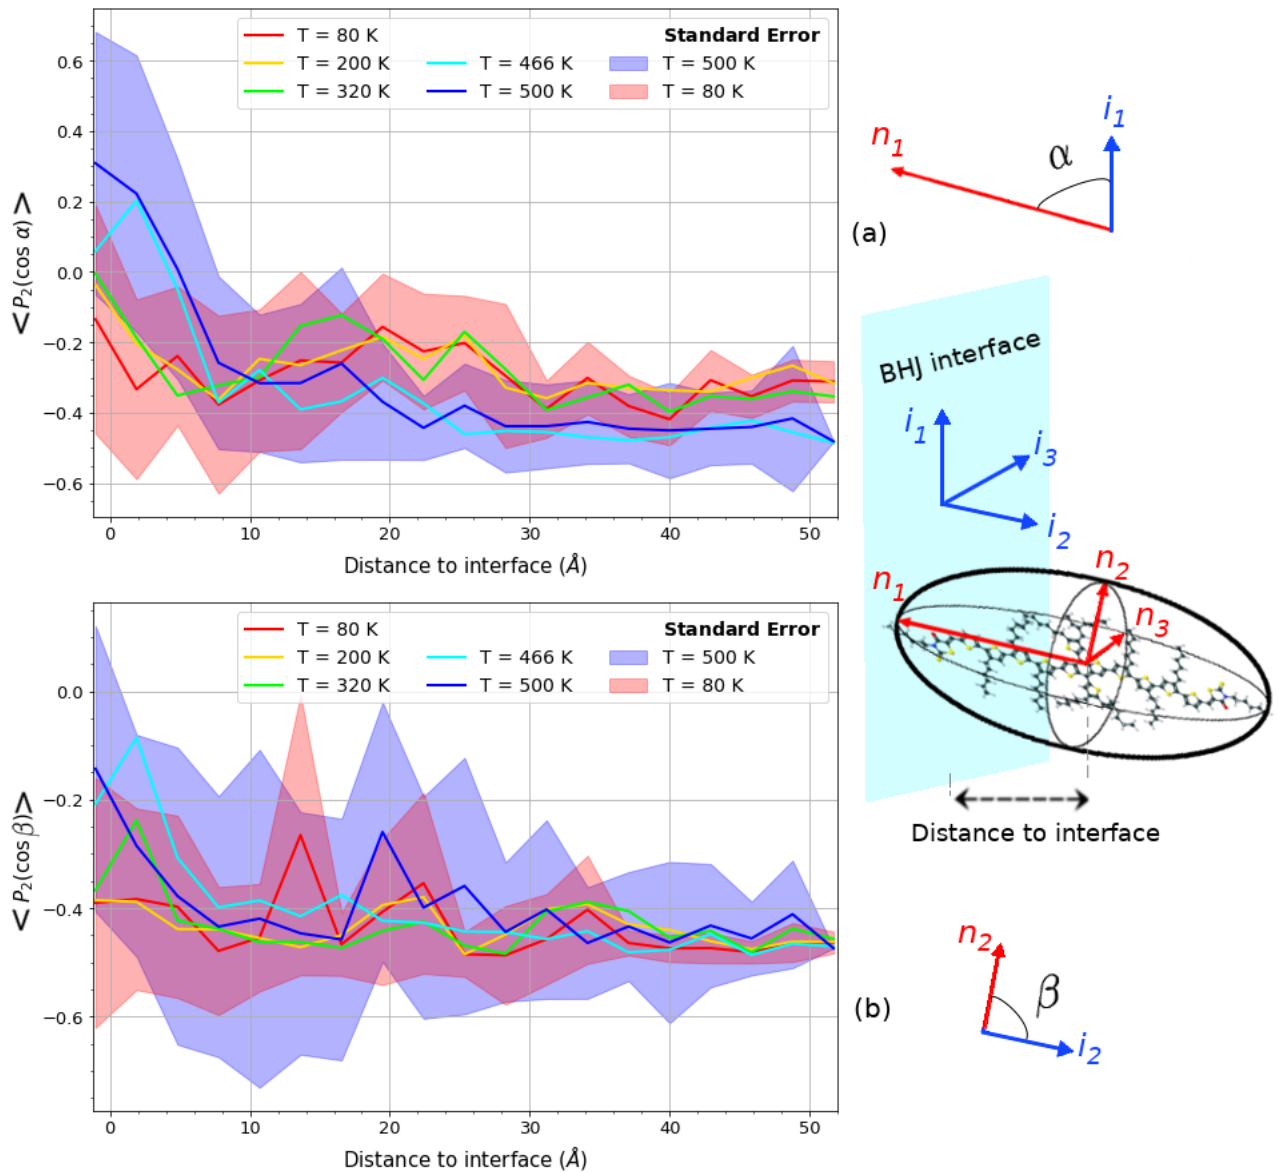 T = 80 K
T = 200 K
T = 320 K
T = 466 K
T = 500 K
Standard Error
T = 500 K
T = 80 K
0.6
0.4
0.2
0.0
−0.2
−0.4
−0.6
<P₂(cos α)>
0 10 20 30 40 50
Distance to interface (Å)
n₁
α
i₁
(a)
BHJ interface
i₁
i₃
i₂
n₁
n₂
n₃
Distance to interface
T = 80 K
T = 200 K
T = 320 K
T = 466 K
T = 500 K
Standard Error
T = 500 K
T = 80 K
0.0
−0.2
−0.4
−0.6
<P₂(cos β)>
0 10 20 30 40 50
Distance to interface (Å)
n₂
β
i₂
(b)